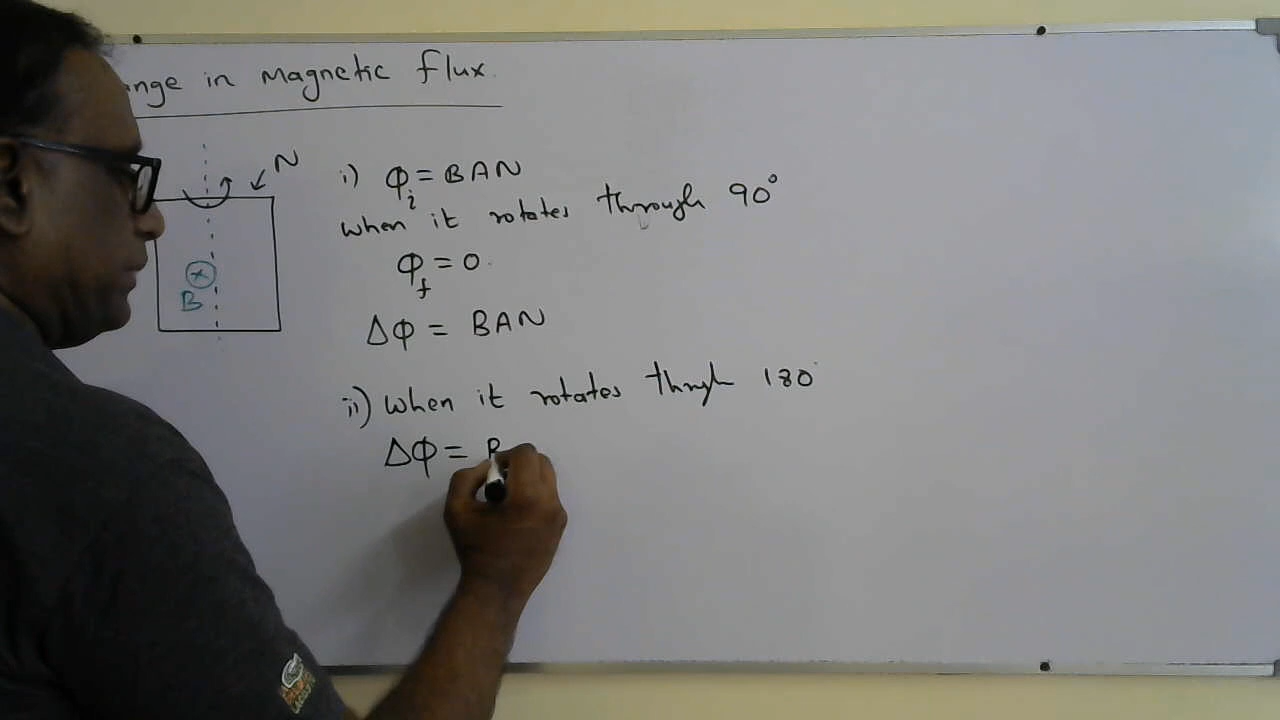 ange in Magnetic flux.
N
B
i) Φi = BAN
when it rotates through 90°
Φf = 0.
ΔΦ = BAN
ii) when it rotates through 180°
ΔΦ = B